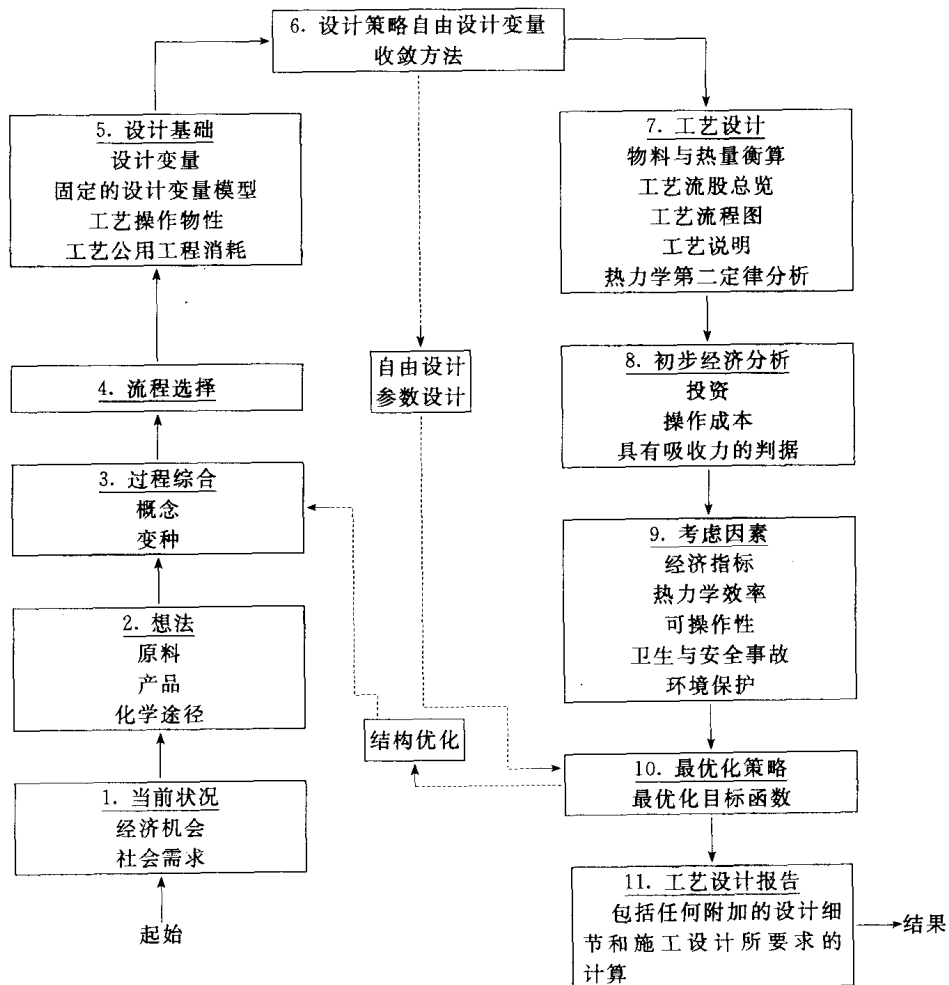 6. 设计策略自由设计变量
收敛方法
5. 设计基础
设计变量
固定的设计变量模型
工艺操作物性
工艺公用工程消耗
7. 工艺设计
物料与热量衡算
工艺流股总览
工艺流程图
工艺说明
热力学第二定律分析
自由设计
参数设计
8. 初步经济分析
投资
操作成本
具有吸收力的判据
4. 流程选择
3. 过程综合
概念
变种
9. 考虑因素
经济指标
热力学效率
可操作性
卫生与安全事故
环境保护
2. 想法
原料
产品
化学途径
结构优化
10. 最优化策略
最优化目标函数
1. 当前状况
经济机会
社会需求
起始
11. 工艺设计报告
包括任何附加的设计细
节和施工设计所要求的
计算
结果